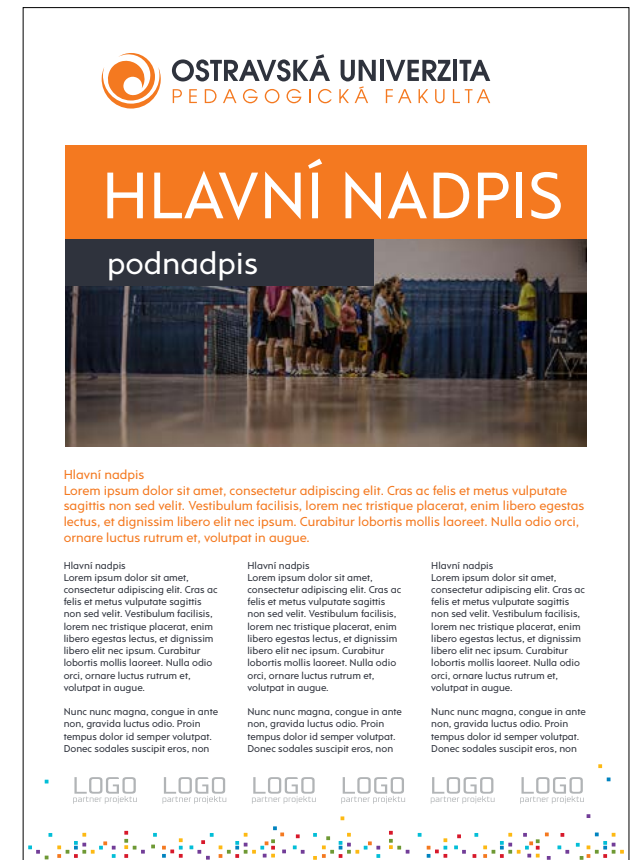 OSTRAVSKÁ UNIVERZITA
PEDAGOGICKÁ FAKULTA
HLAVNÍ NADPIS
podnadpis
Hlavní nadpis
Lorem ipsum dolor sit amet, consectetur adipiscing elit. Cras ac felis et metus vulputate
sagittis non sed velit. Vestibulum facilisis, lorem nec tristique placerat, enim libero egestas
lectus, et dignissim libero elit nec ipsum. Curabitur lobortis mollis laoreet. Nulla odio orci,
ornare luctus rutrum et, volutpat in augue.
Hlavní nadpis
Lorem ipsum dolor sit amet,
consectetur adipiscing elit. Cras ac
felis et metus vulputate sagittis
non sed velit. Vestibulum facilisis,
lorem nec tristique placerat, enim
libero egestas lectus, et dignissim
libero elit nec ipsum. Curabitur
lobortis mollis laoreet. Nulla odio
orci, ornare luctus rutrum et,
volutpat in augue.
Nunc nunc magna, congue in ante
non, gravida luctus odio. Proin
tempus dolor id semper volutpat.
Donec sodales suscipit eros, non
Hlavní nadpis
Lorem ipsum dolor sit amet,
consectetur adipiscing elit. Cras ac
felis et metus vulputate sagittis
non sed velit. Vestibulum facilisis,
lorem nec tristique placerat, enim
libero egestas lectus, et dignissim
libero elit nec ipsum. Curabitur
lobortis mollis laoreet. Nulla odio
orci, ornare luctus rutrum et,
volutpat in augue.
Nunc nunc magna, congue in ante
non, gravida luctus odio. Proin
tempus dolor id semper volutpat.
Donec sodales suscipit eros, non
Hlavní nadpis
Lorem ipsum dolor sit amet,
consectetur adipiscing elit. Cras ac
felis et metus vulputate sagittis
non sed velit. Vestibulum facilisis,
lorem nec tristique placerat, enim
libero egestas lectus, et dignissim
libero elit nec ipsum. Curabitur
lobortis mollis laoreet. Nulla odio
orci, ornare luctus rutrum et,
volutpat in augue.
Nunc nunc magna, congue in ante
non, gravida luctus odio. Proin
tempus dolor id semper volutpat.
Donec sodales suscipit eros, non
LOGO LOGO LOGO LOGO LOGO LOGO
partner projektu partner projektu partner projektu partner projektu partner projektu partner projektu